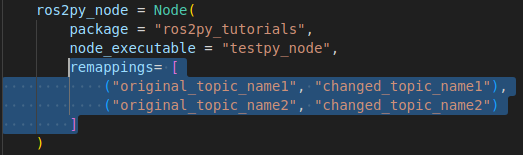 ros2py_node = Node(
package = "ros2py_tutorials",
node_executable = "testpy_node",
remappings= [
("original_topic_name1", "changed_topic_name1"),
("original_topic_name2", "changed_topic_name2")
]
)